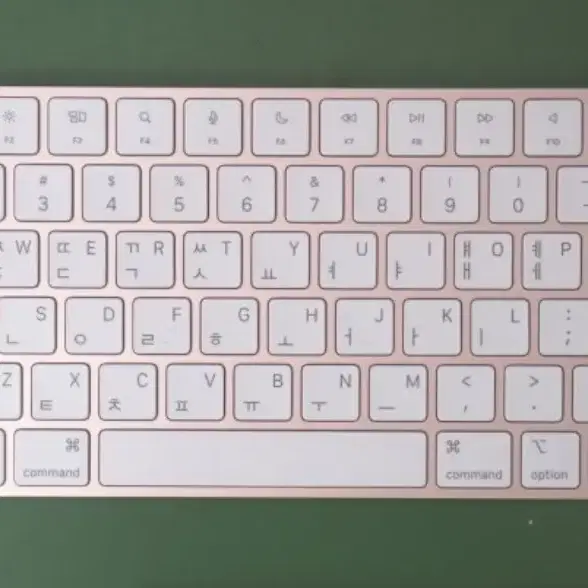 F2 F3 F4 F5 F6 F7 F8 F9 F10
# $ % ^ & * ( )
3 4 5 6 7 8 9 0
W ㄸ E ㄲ R ㅆ T Y U I ㅒ O ㅖ P
ㄷ ㄱ ㅅ ㅛ ㅕ ㅑ ㅐ ㅔ
S D F G H J K L :
ㄴ ㅇ ㄹ ㅎ ㅗ ㅓ ㅏ ㅣ ;
Z X C V B N M < >
ㅌ ㅊ ㅍ ㅠ ㅜ ㅡ , .
⌘ ⌘ ⌥
command command option